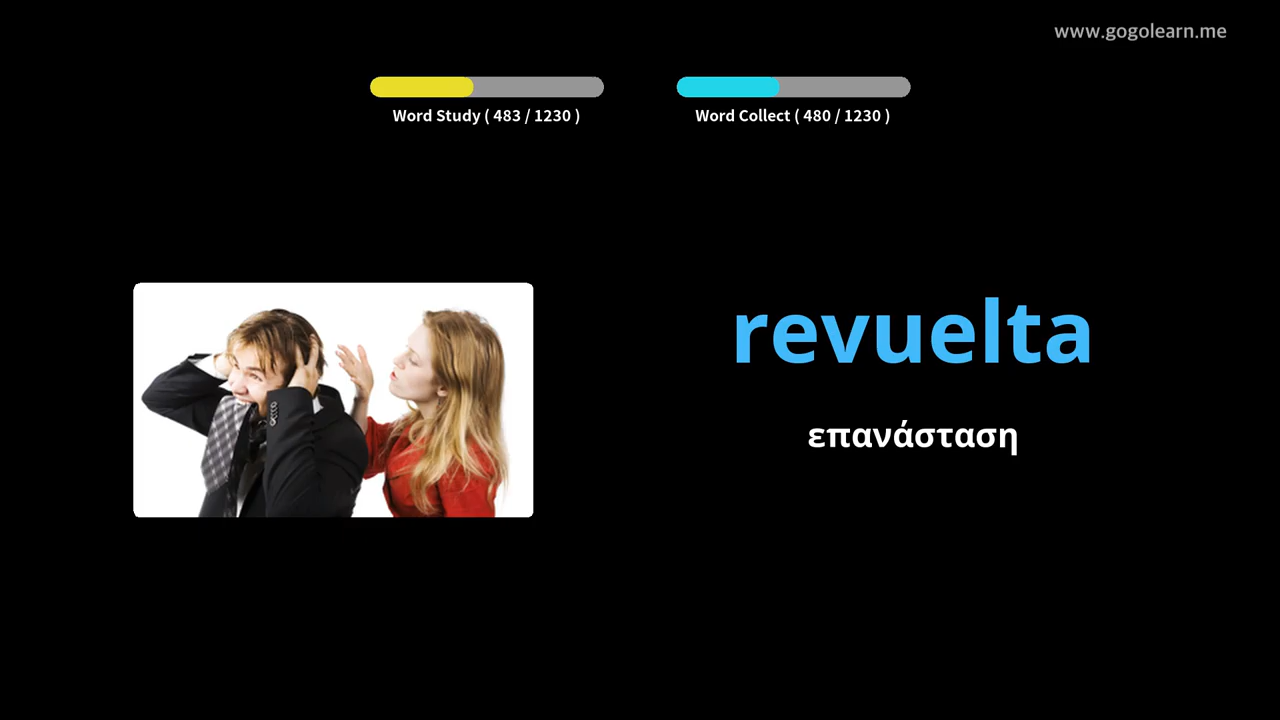 www.gogolearn.me
Word Study ( 483 / 1230 )
Word Collect ( 480 / 1230 )
revuelta
επανάσταση